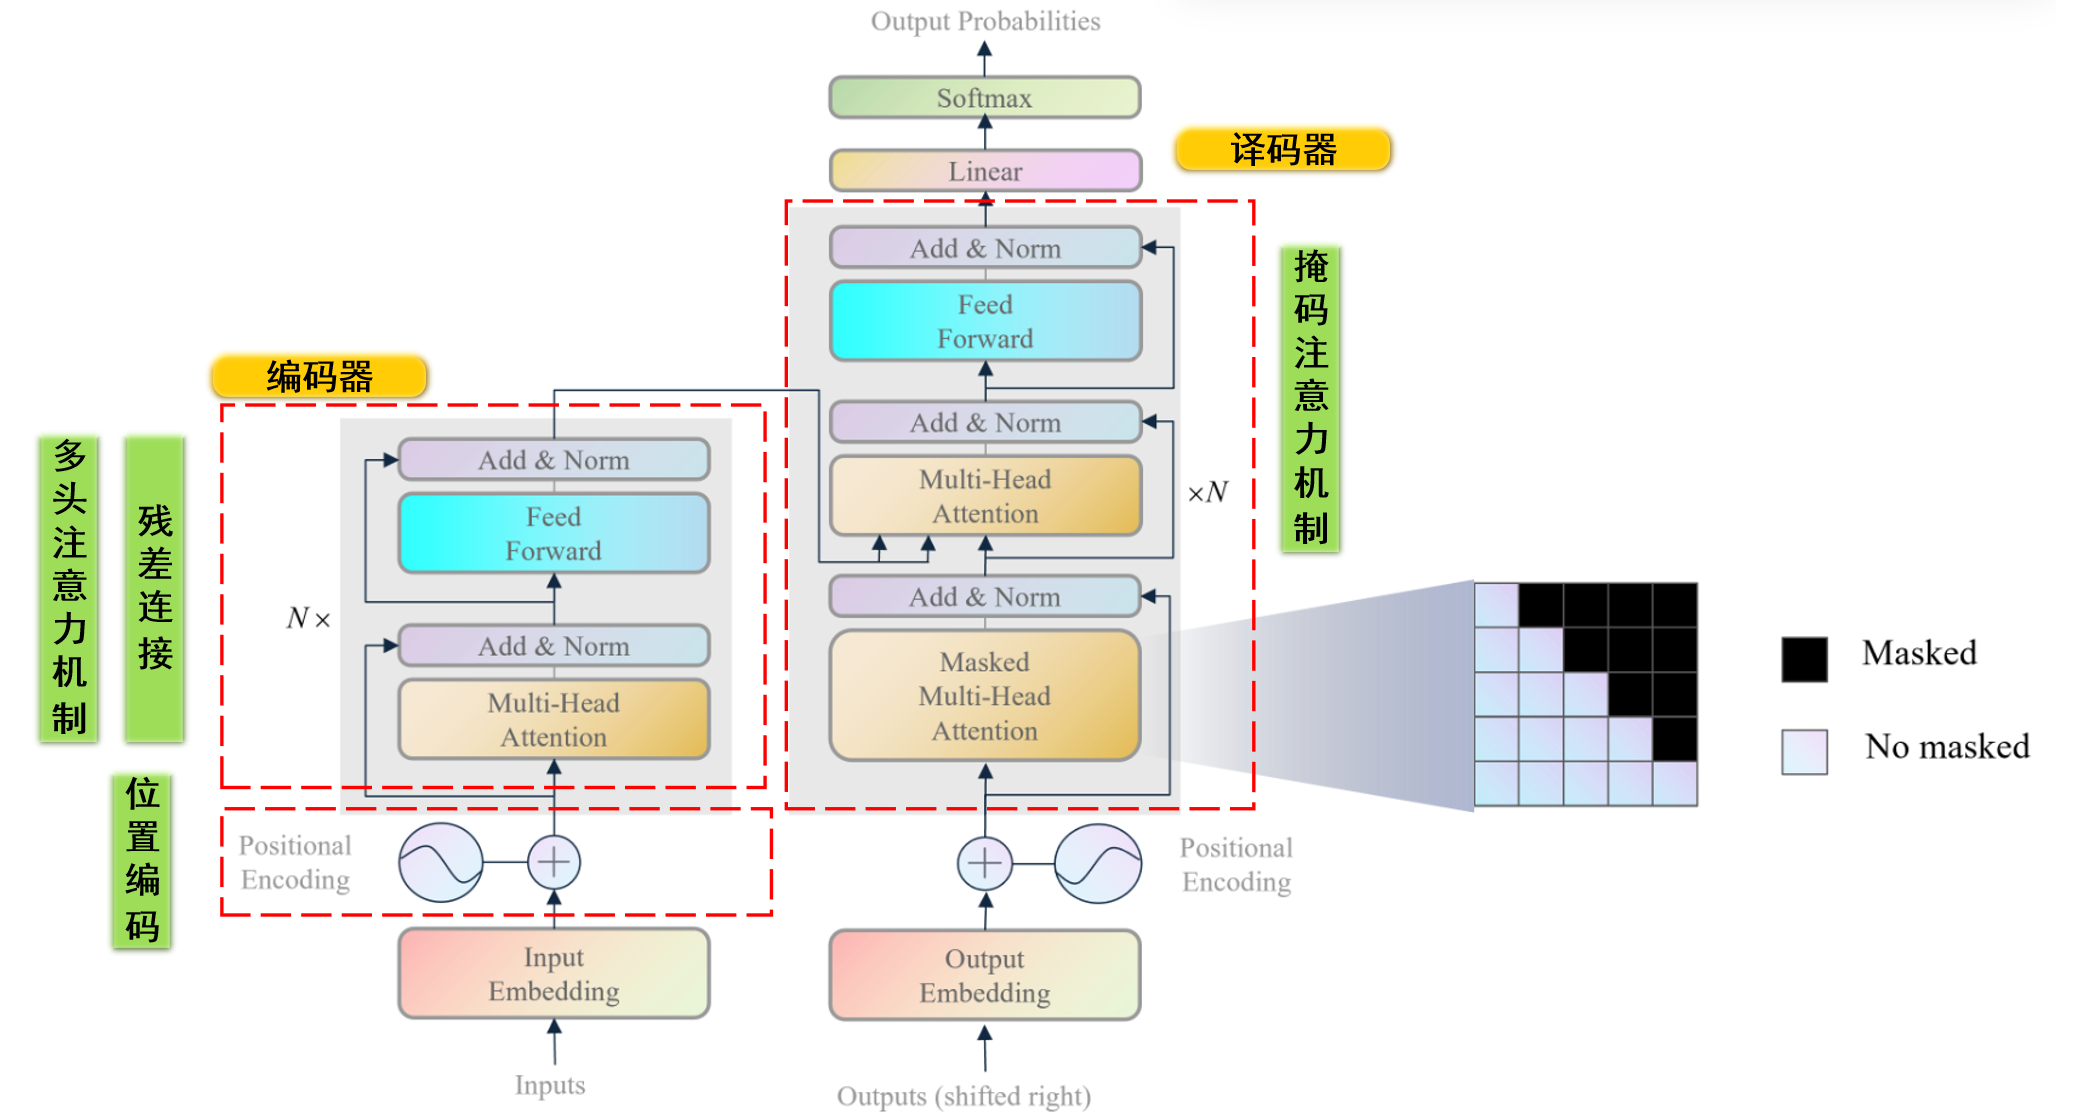 Output Probabilities
Softmax
Linear
译码器
Add & Norm
Feed
Forward
Add & Norm
Multi-Head
Attention
×N
Add & Norm
Masked
Multi-Head
Attention
掩码注意力机制
Masked
No masked
Positional
Encoding
Output
Embedding
Outputs (shifted right)
编码器
多头注意力机制
残差连接
N×
Add & Norm
Feed
Forward
Add & Norm
Multi-Head
Attention
位置编码
Positional
Encoding
Input
Embedding
Inputs